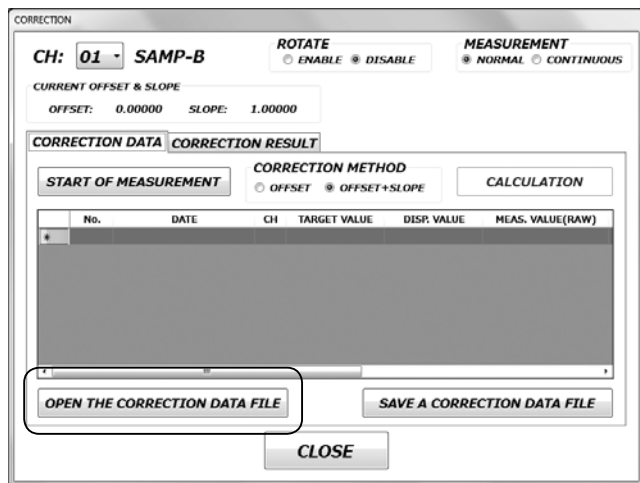 CORRECTION
CH: 01 SAMP-B
ROTATE
ENABLE DISABLE
MEASUREMENT
NORMAL CONTINUOUS
CURRENT OFFSET & SLOPE
OFFSET: 0.00000 SLOPE: 1.00000
CORRECTION DATA CORRECTION RESULT
START OF MEASUREMENT
CORRECTION METHOD
OFFSET OFFSET+SLOPE
CALCULATION
No. DATE CH TARGET VALUE DISP. VALUE MEAS. VALUE(RAW)
*
OPEN THE CORRECTION DATA FILE SAVE A CORRECTION DATA FILE
CLOSE